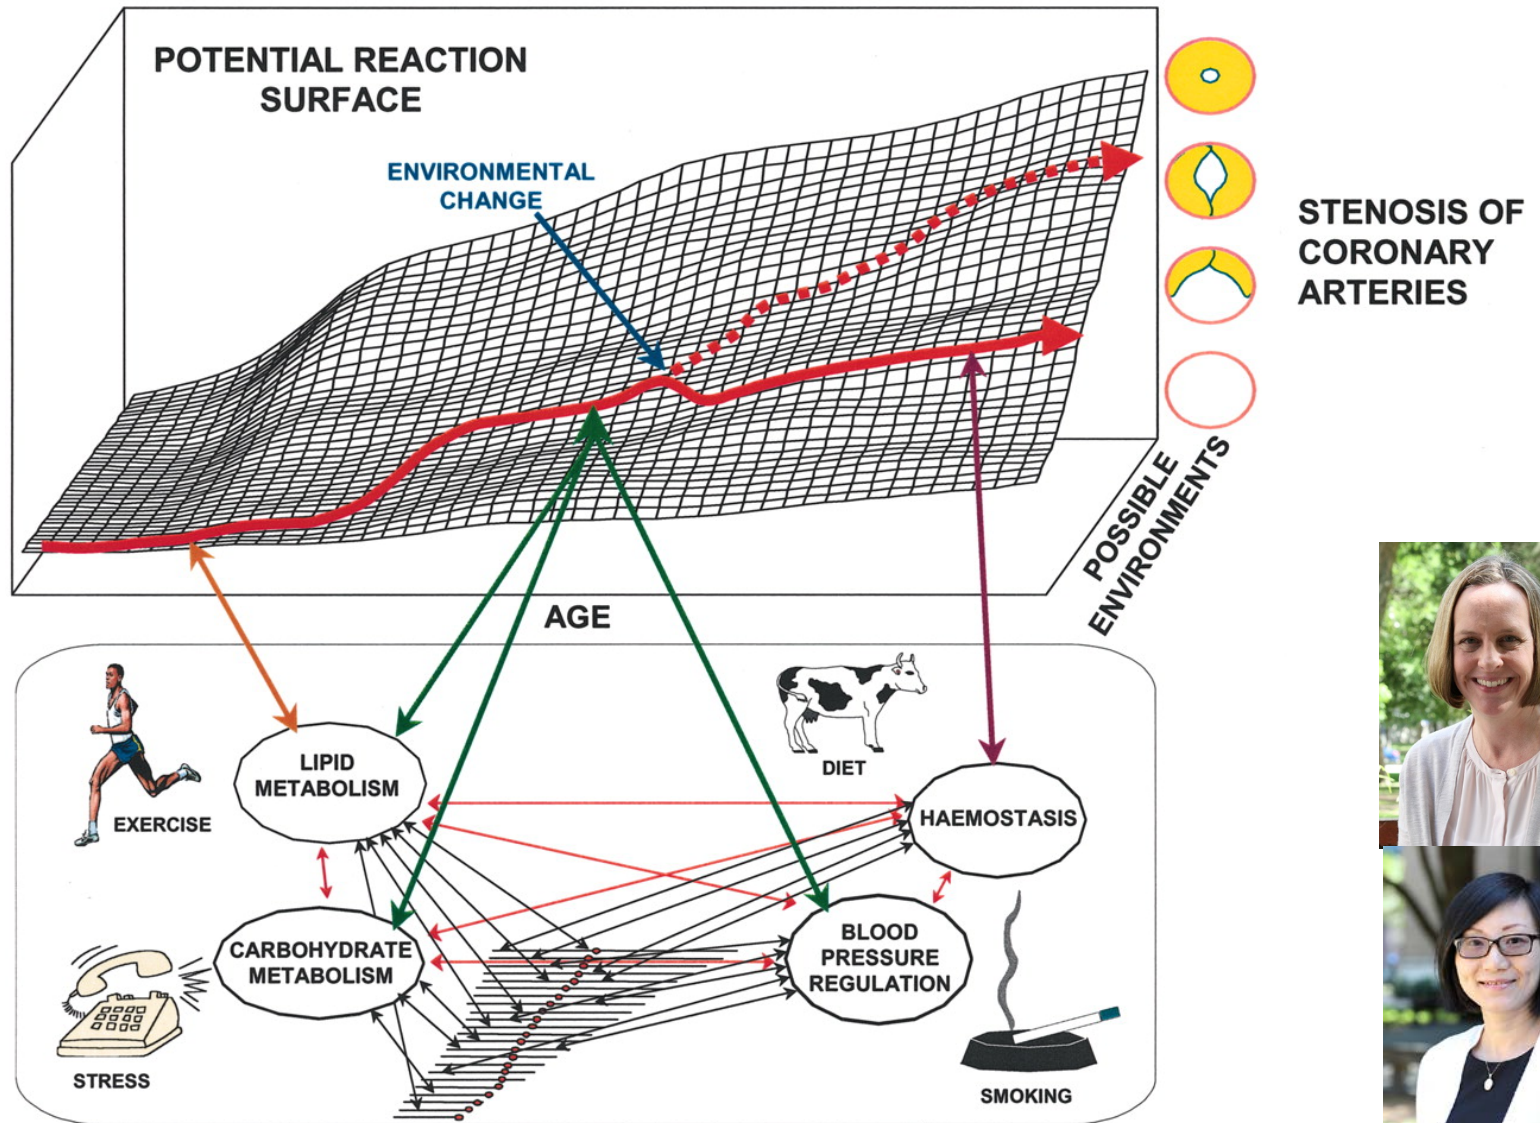 POTENTIAL REACTION
SURFACE
ENVIRONMENTAL
CHANGE
STENOSIS OF
CORONARY
ARTERIES
POSSIBLE
ENVIRONMENTS
AGE
EXERCISE
LIPID
METABOLISM
DIET
HAEMOSTASIS
STRESS
CARBOHYDRATE
METABOLISM
BLOOD
PRESSURE
REGULATION
SMOKING